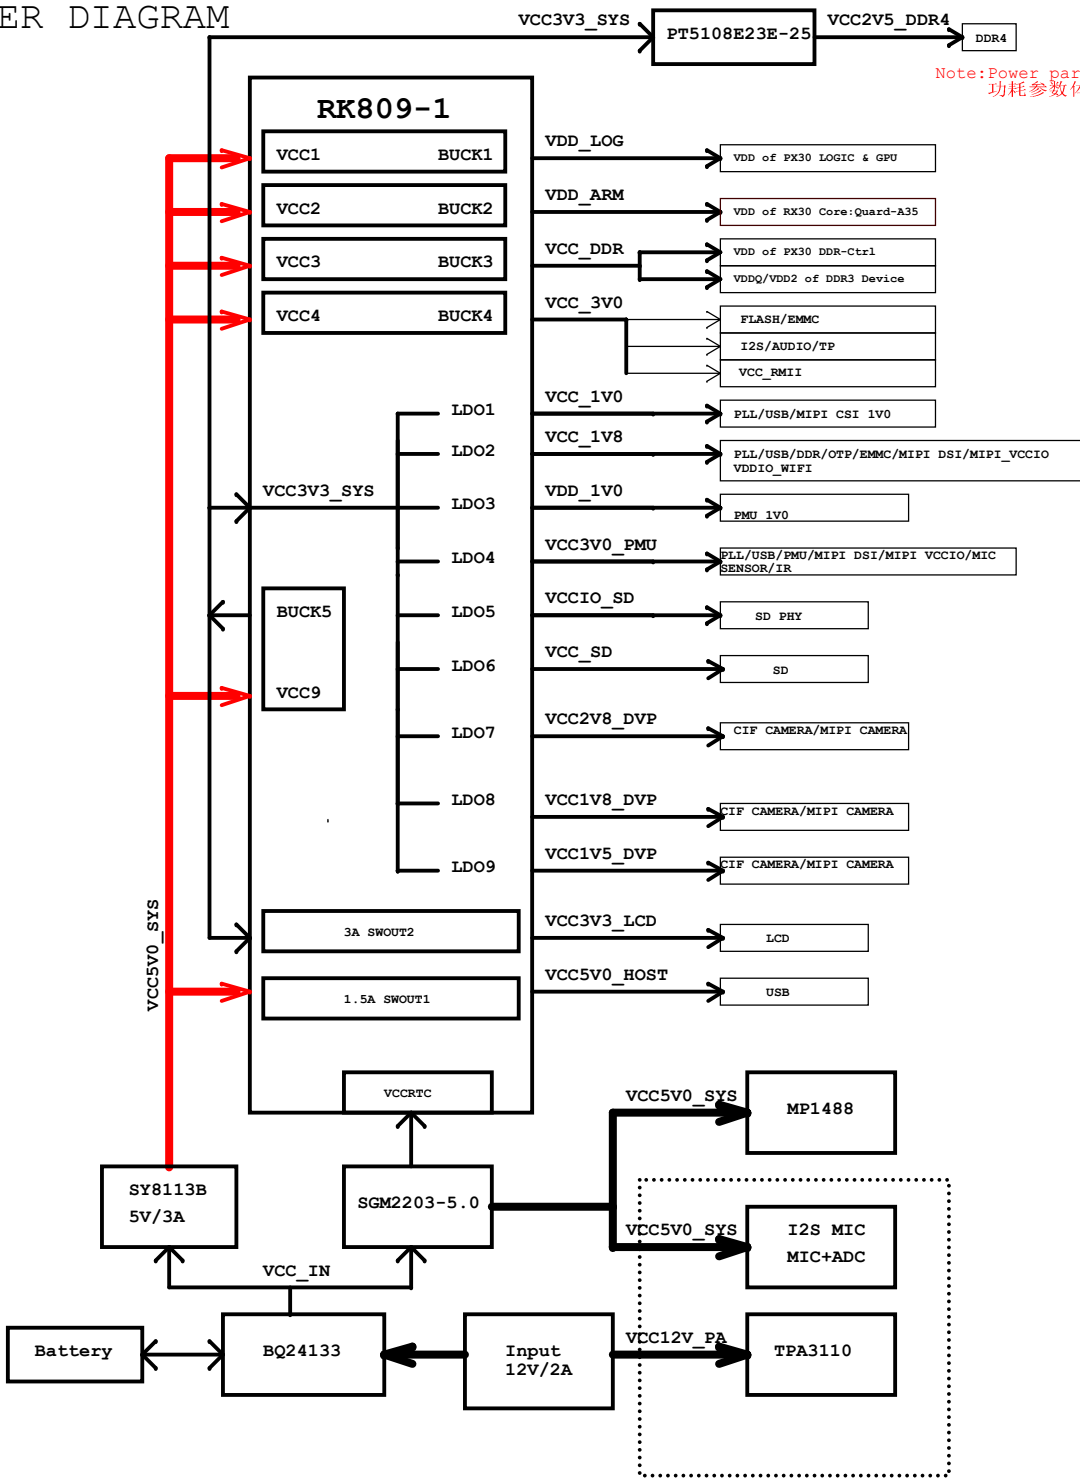 ER DIAGRAM
VCC3V3_SYS
PT5108E23E-25
VCC2V5_DDR4
DDR4
Note:Power par
功耗参数体
RK809-1
VCC1 BUCK1
VDD_LOG
VDD of PX30 LOGIC & GPU
VCC2 BUCK2
VDD_ARM
VDD of RX30 Core:Quard-A35
VCC3 BUCK3
VCC_DDR
VDD of PX30 DDR-Ctrl
VDDQ/VDD2 of DDR3 Device
VCC4 BUCK4
VCC_3V0
FLASH/EMMC
I2S/AUDIO/TP
VCC_RMII
LDO1
VCC_1V0
PLL/USB/MIPI CSI 1V0
LDO2
VCC_1V8
PLL/USB/DDR/OTP/EMMC/MIPI DSI/MIPI_VCCIO
VDDIO_WIFI
VCC3V3_SYS
LDO3
VDD_1V0
PMU 1V0
LDO4
VCC3V0_PMU
PLL/USB/PMU/MIPI DSI/MIPI VCCIO/MIC
SENSOR/IR
BUCK5
LDO5
VCCIO_SD
SD PHY
LDO6
VCC_SD
SD
VCC9
LDO7
VCC2V8_DVP
CIF CAMERA/MIPI CAMERA
LDO8
VCC1V8_DVP
CIF CAMERA/MIPI CAMERA
LDO9
VCC1V5_DVP
CIF CAMERA/MIPI CAMERA
VCC5V0_SYS
3A SWOUT2
VCC3V3_LCD
LCD
1.5A SWOUT1
VCC5V0_HOST
USB
VCCRTC
VCC5V0_SYS
MP1488
SY8113B
5V/3A
SGM2203-5.0
VCC5V0_SYS
I2S MIC
MIC+ADC
VCC_IN
Battery
BQ24133
Input
12V/2A
VCC12V_PA
TPA3110